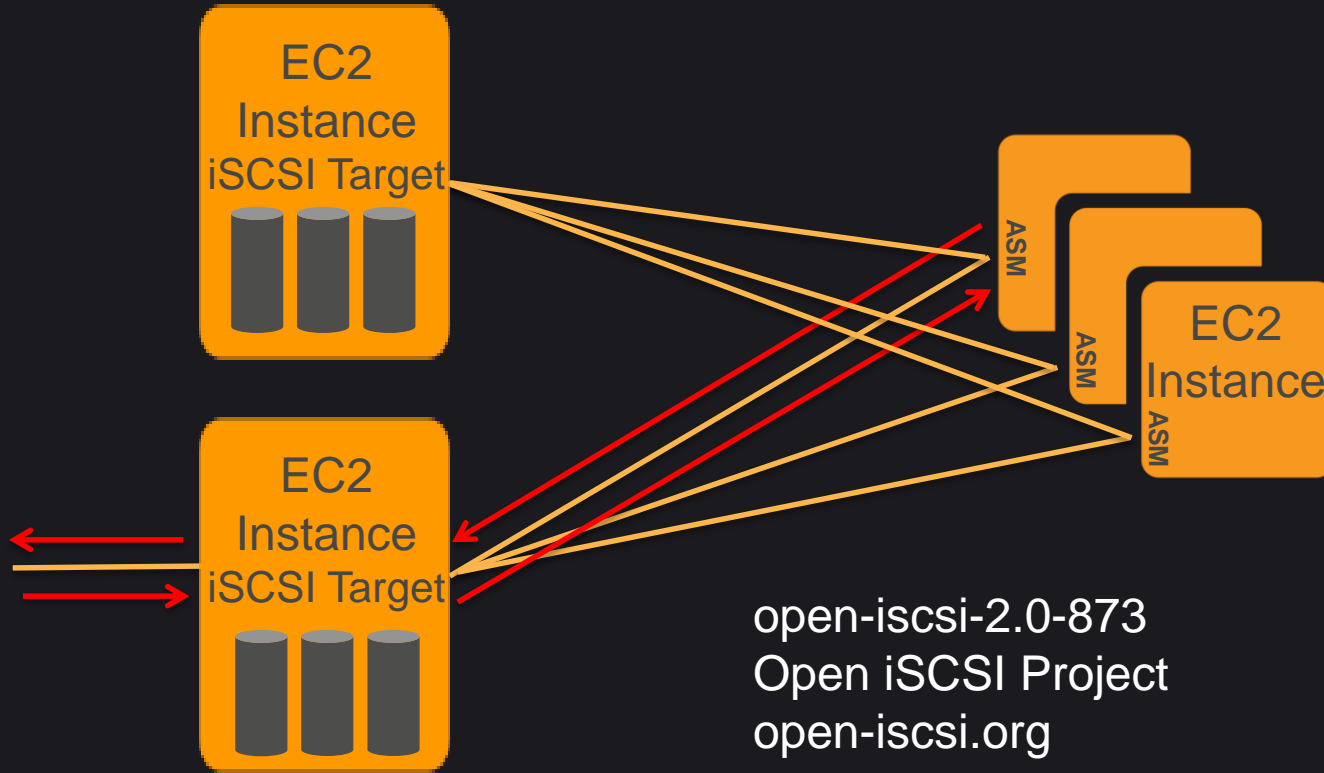 EC2
Instance
iSCSI Target
EC2
Instance
iSCSI Target
ASM
ASM
ASM
EC2
Instance
open-iscsi-2.0-873
Open iSCSI Project
open-iscsi.org